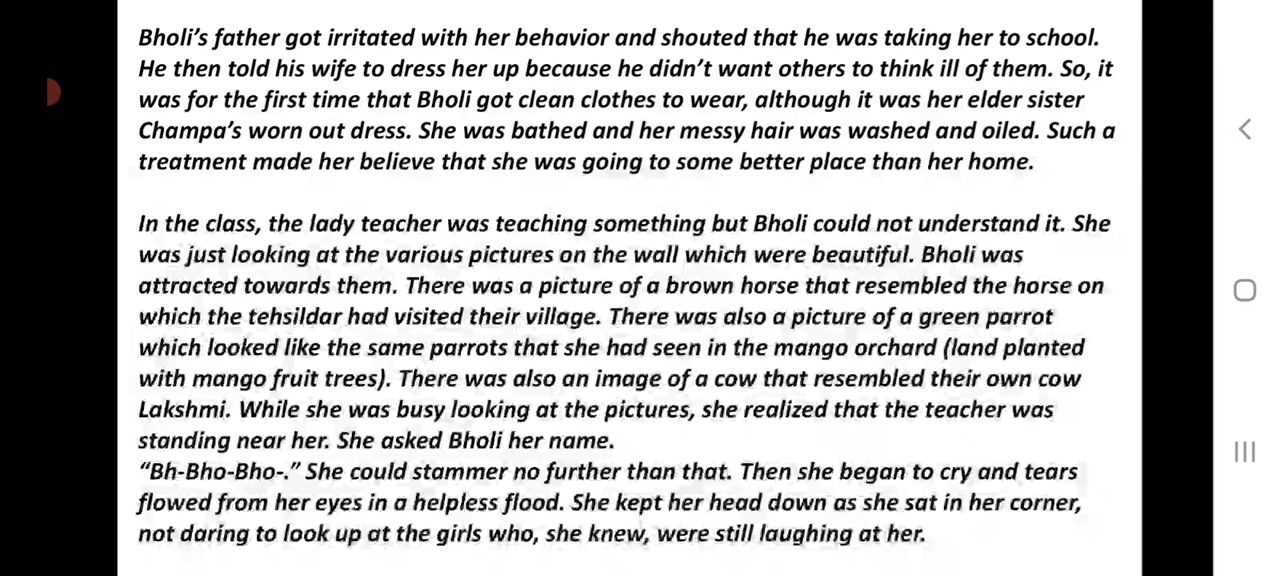 Bholi's father got irritated with her behavior and shouted that he was taking her to school.
He then told his wife to dress her up because he didn't want others to think ill of them. So, it
was for the first time that Bholi got clean clothes to wear, although it was her elder sister
Champa's worn out dress. She was bathed and her messy hair was washed and oiled. Such a
treatment made her believe that she was going to some better place than her home.
In the class, the lady teacher was teaching something but Bholi could not understand it. She
was just looking at the various pictures on the wall which were beautiful. Bholi was
attracted towards them. There was a picture of a brown horse that resembled the horse on
which the tehsildar had visited their village. There was also a picture of a green parrot
which looked like the same parrots that she had seen in the mango orchard (land planted
with mango fruit trees). There was also an image of a cow that resembled their own cow
Lakshmi. While she was busy looking at the pictures, she realized that the teacher was
standing near her. She asked Bholi her name.
“Bh-Bho-Bho-.” She could stammer no further than that. Then she began to cry and tears
flowed from her eyes in a helpless flood. She kept her head down as she sat in her corner,
not daring to look up at the girls who, she knew, were still laughing at her.